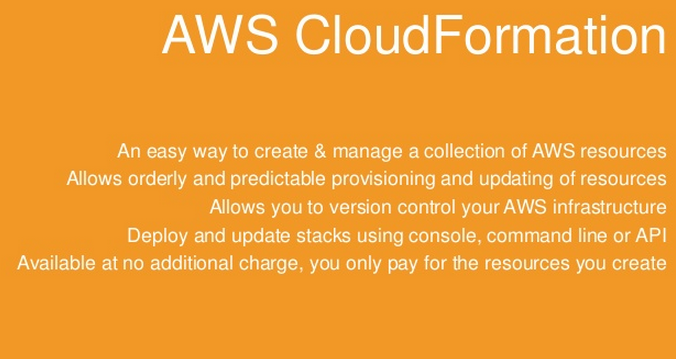 AWS CloudFormation
An easy way to create & manage a collection of AWS resources
Allows orderly and predictable provisioning and updating of resources
Allows you to version control your AWS infrastructure
Deploy and update stacks using console, command line or API
Available at no additional charge, you only pay for the resources you create